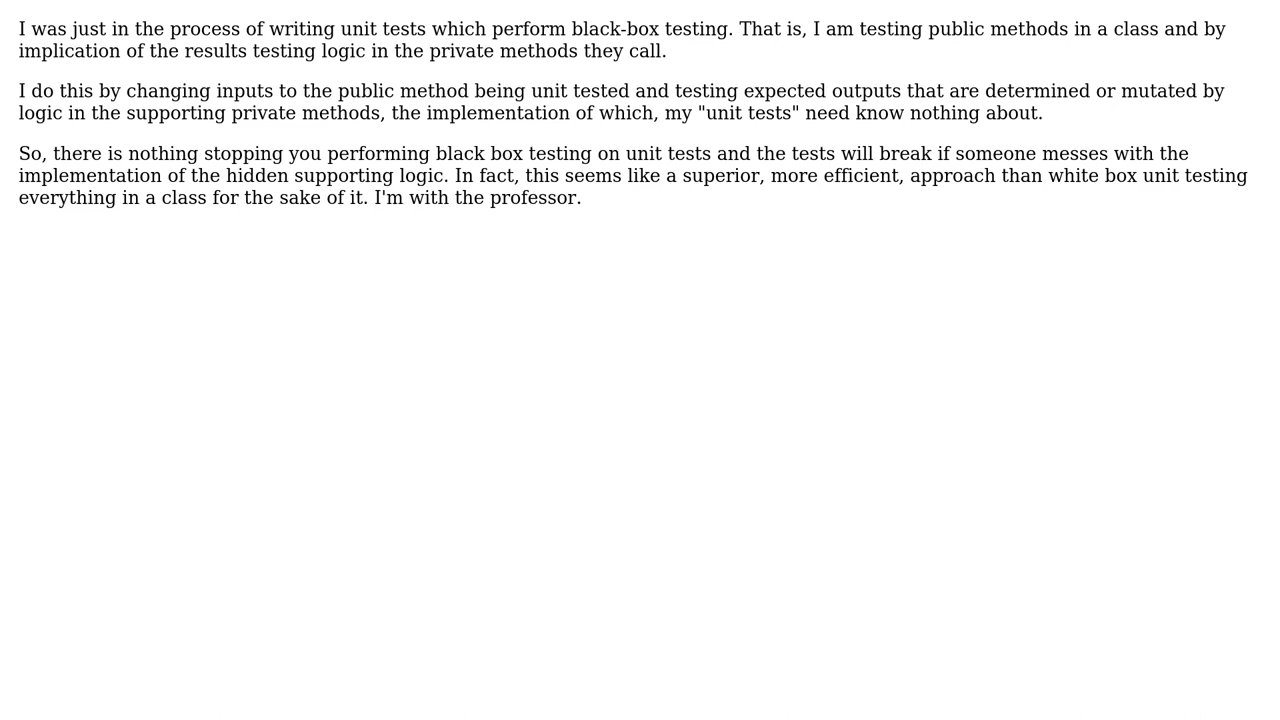 I was just in the process of writing unit tests which perform black-box testing. That is, I am testing public methods in a class and by
implication of the results testing logic in the private methods they call.
I do this by changing inputs to the public method being unit tested and testing expected outputs that are determined or mutated by
logic in the supporting private methods, the implementation of which, my "unit tests" need know nothing about.
So, there is nothing stopping you performing black box testing on unit tests and the tests will break if someone messes with the
implementation of the hidden supporting logic. In fact, this seems like a superior, more efficient, approach than white box unit testing
everything in a class for the sake of it. I'm with the professor.